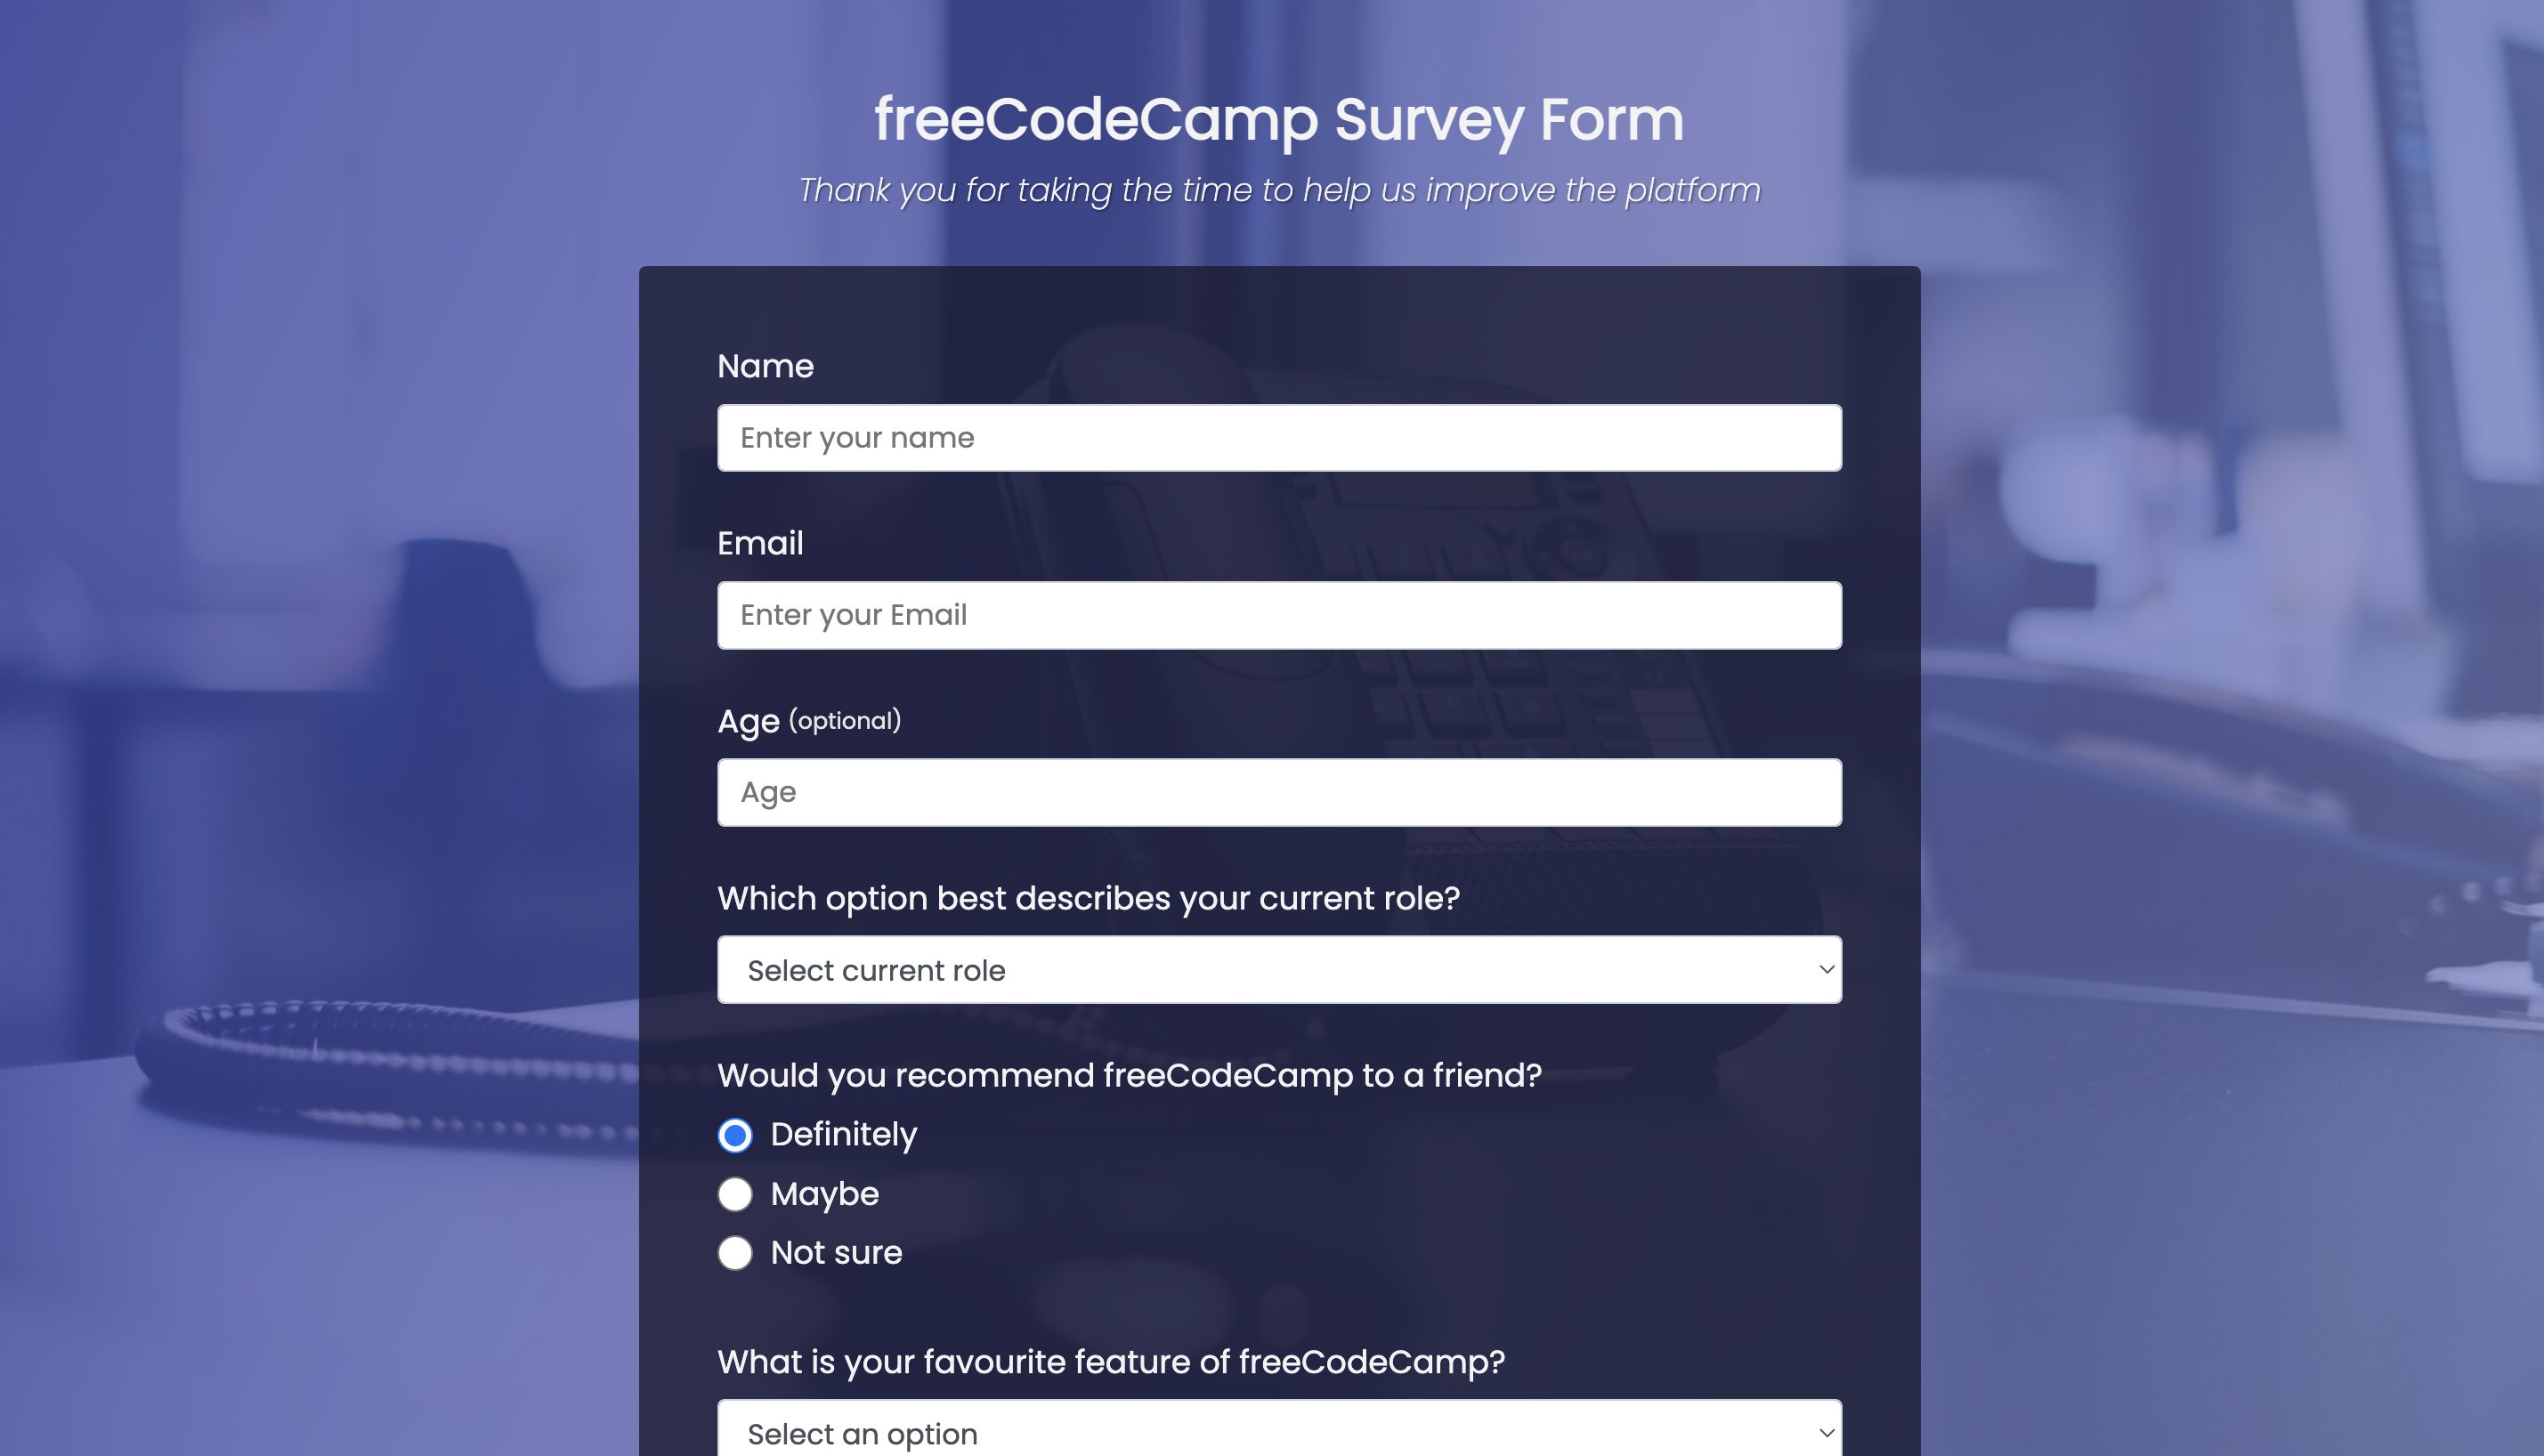 freeCodeCamp Survey Form
Thank you for taking the time to help us improve the platform
Name
Enter your name
Email
Enter your Email
Age (optional)
Age
Which option best describes your current role?
Select current role
Would you recommend freeCodeCamp to a friend?
Definitely
Maybe
Not sure
What is your favourite feature of freeCodeCamp?
Select an option